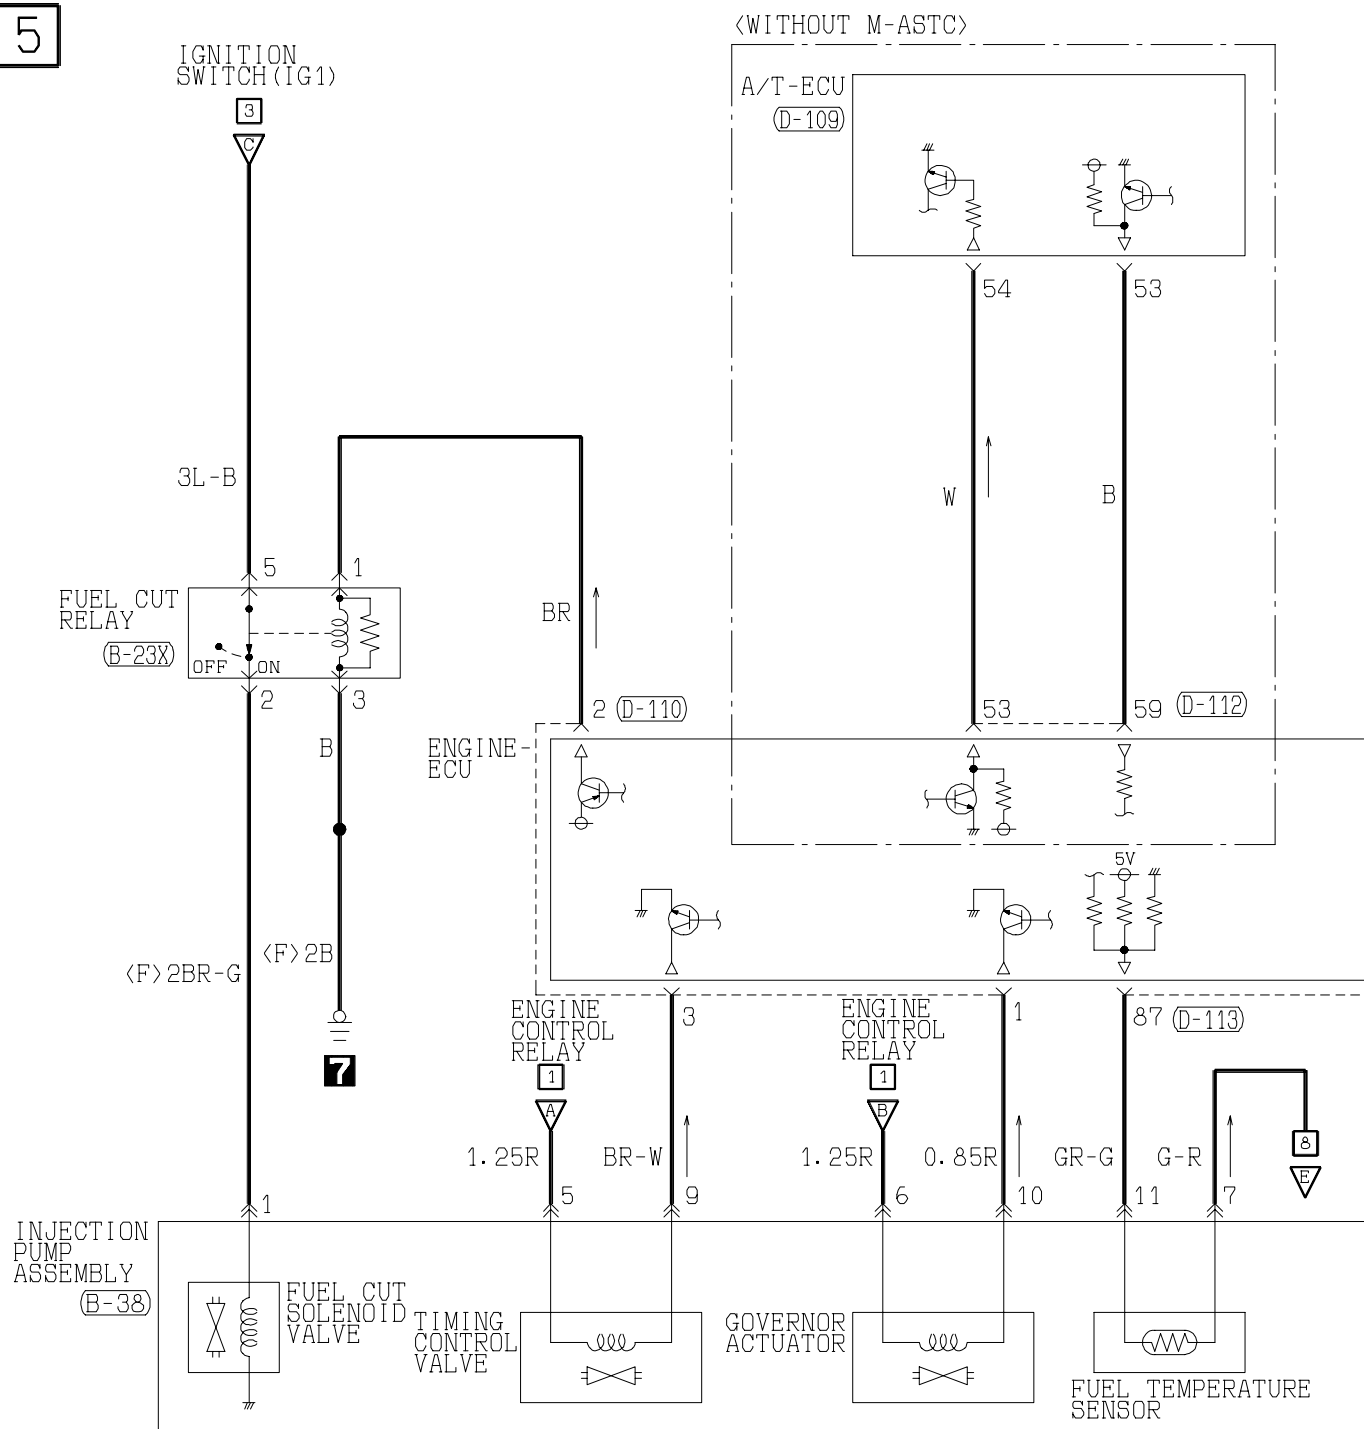 5
〈WITHOUT M-ASTC〉
IGNITION
SWITCH(IG1)
3
C
A/T-ECU
(D-109)
54
53
3L-B
W
B
5
1
FUEL CUT
RELAY
(B-23X)
OFF
ON
BR
2
3
2 (D-110)
53
59 (D-112)
B
ENGINE-
ECU
5V
〈F〉2BR-G
〈F〉2B
7
ENGINE
CONTROL
RELAY
1
A
3
ENGINE
CONTROL
RELAY
1
B
1
87 (D-113)
8
E
1.25R
BR-W
1.25R
0.85R
GR-G
G-R
1
5
9
6
10
11
7
INJECTION
PUMP
ASSEMBLY
(B-38)
FUEL CUT
SOLENOID
VALVE
TIMING
CONTROL
VALVE
GOVERNOR
ACTUATOR
FUEL TEMPERATURE
SENSOR